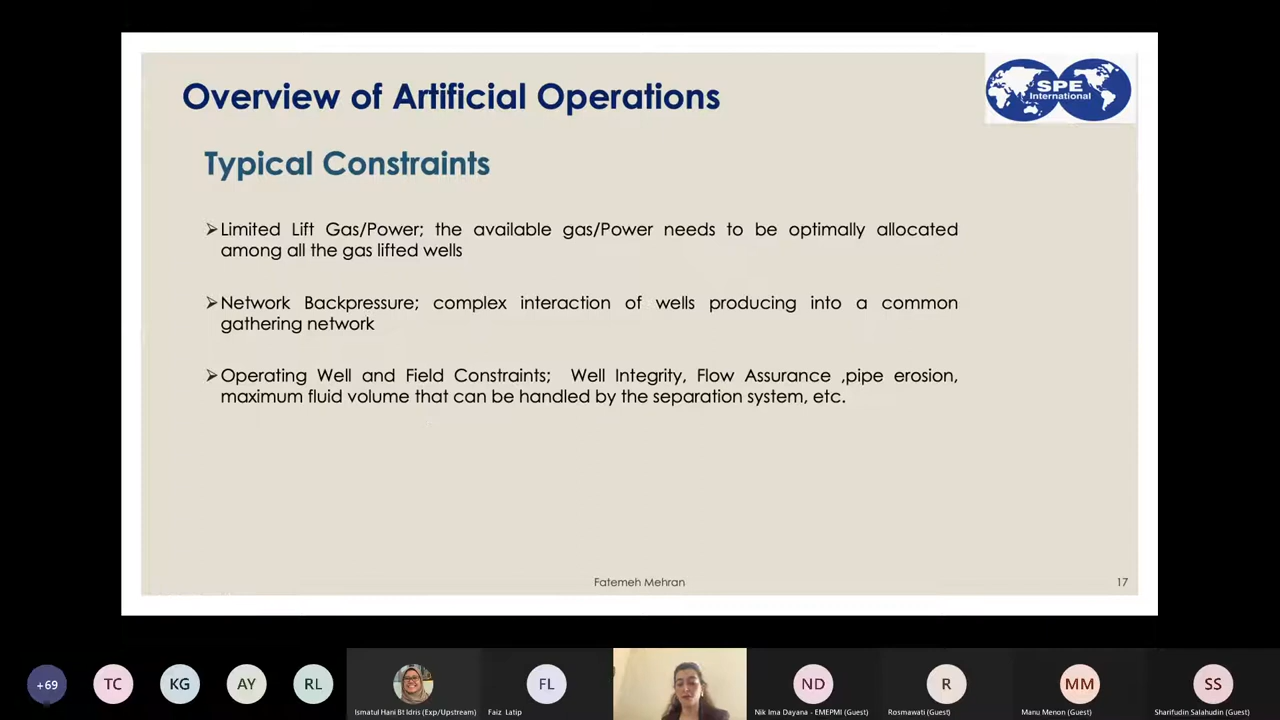 Overview of Artificial Operations
SPE
International
Typical Constraints
➢Limited Lift Gas/Power; the available gas/Power needs to be optimally allocated
among all the gas lifted wells
➢Network Backpressure; complex interaction of wells producing into a common
gathering network
➢Operating Well and Field Constraints; Well Integrity, Flow Assurance ,pipe erosion,
maximum fluid volume that can be handled by the separation system, etc.
Fatemeh Mehran
17
+69
TC
KG
AY
RL
Ismatul Hani Bt Idris (Exp/Upstream)
FL
Faiz Latip
ND
Nik Ima Dayana - EMEPMI (Guest)
R
Rosmawati (Guest)
MM
Manu Menon (Guest)
SS
Sharifudin Salahudin (Guest)